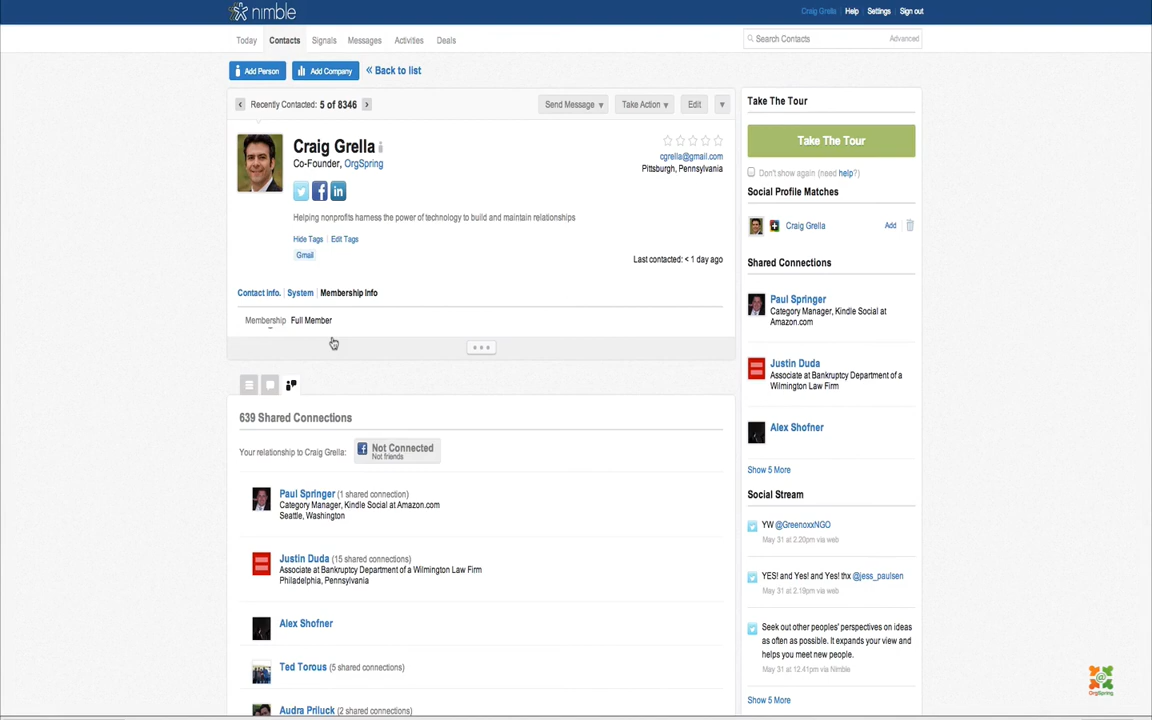 nimble
Craig Grella Help Settings Sign out
Today Contacts Signals Messages Activities Deals
Search Contacts Advanced
Add Person Add Company « Back to list
Recently Contacted: 5 of 8346
Send Message Take Action Edit
Craig Grella
Co-Founder, OrgSpring
cgrella@gmail.com
Pittsburgh, Pennsylvania
Helping nonprofits harness the power of technology to build and maintain relationships
Hide Tags Edit Tags
Gmail
Last contacted: < 1 day ago
Contact info. System Membership Info
Membership Full Member
639 Shared Connections
Your relationship to Craig Grella: Not Connected
Not friends
Paul Springer (1 shared connection)
Category Manager, Kindle Social at Amazon.com
Seattle, Washington
Justin Duda (15 shared connections)
Associate at Bankruptcy Department of a Wilmington Law Firm
Philadelphia, Pennsylvania
Alex Shofner
Ted Torous (5 shared connections)
Audra Priluck (2 shared connections)
Take The Tour
Take The Tour
Don't show again (need help?)
Social Profile Matches
Craig Grella Add
Shared Connections
Paul Springer
Category Manager, Kindle Social at
Amazon.com
Justin Duda
Associate at Bankruptcy Department of a
Wilmington Law Firm
Alex Shofner
Show 5 More
Social Stream
YW @GreenoxxNGO
May 31 at 2.20pm via web
YES! and Yes! and Yes! thx @jess_paulsen
May 31 at 2.19pm via web
Seek out other peoples' perspectives on ideas
as often as possible. It expands your view and
helps you meet new people.
May 31 at 12.41pm via Nimble
Show 5 More
OrgSpring